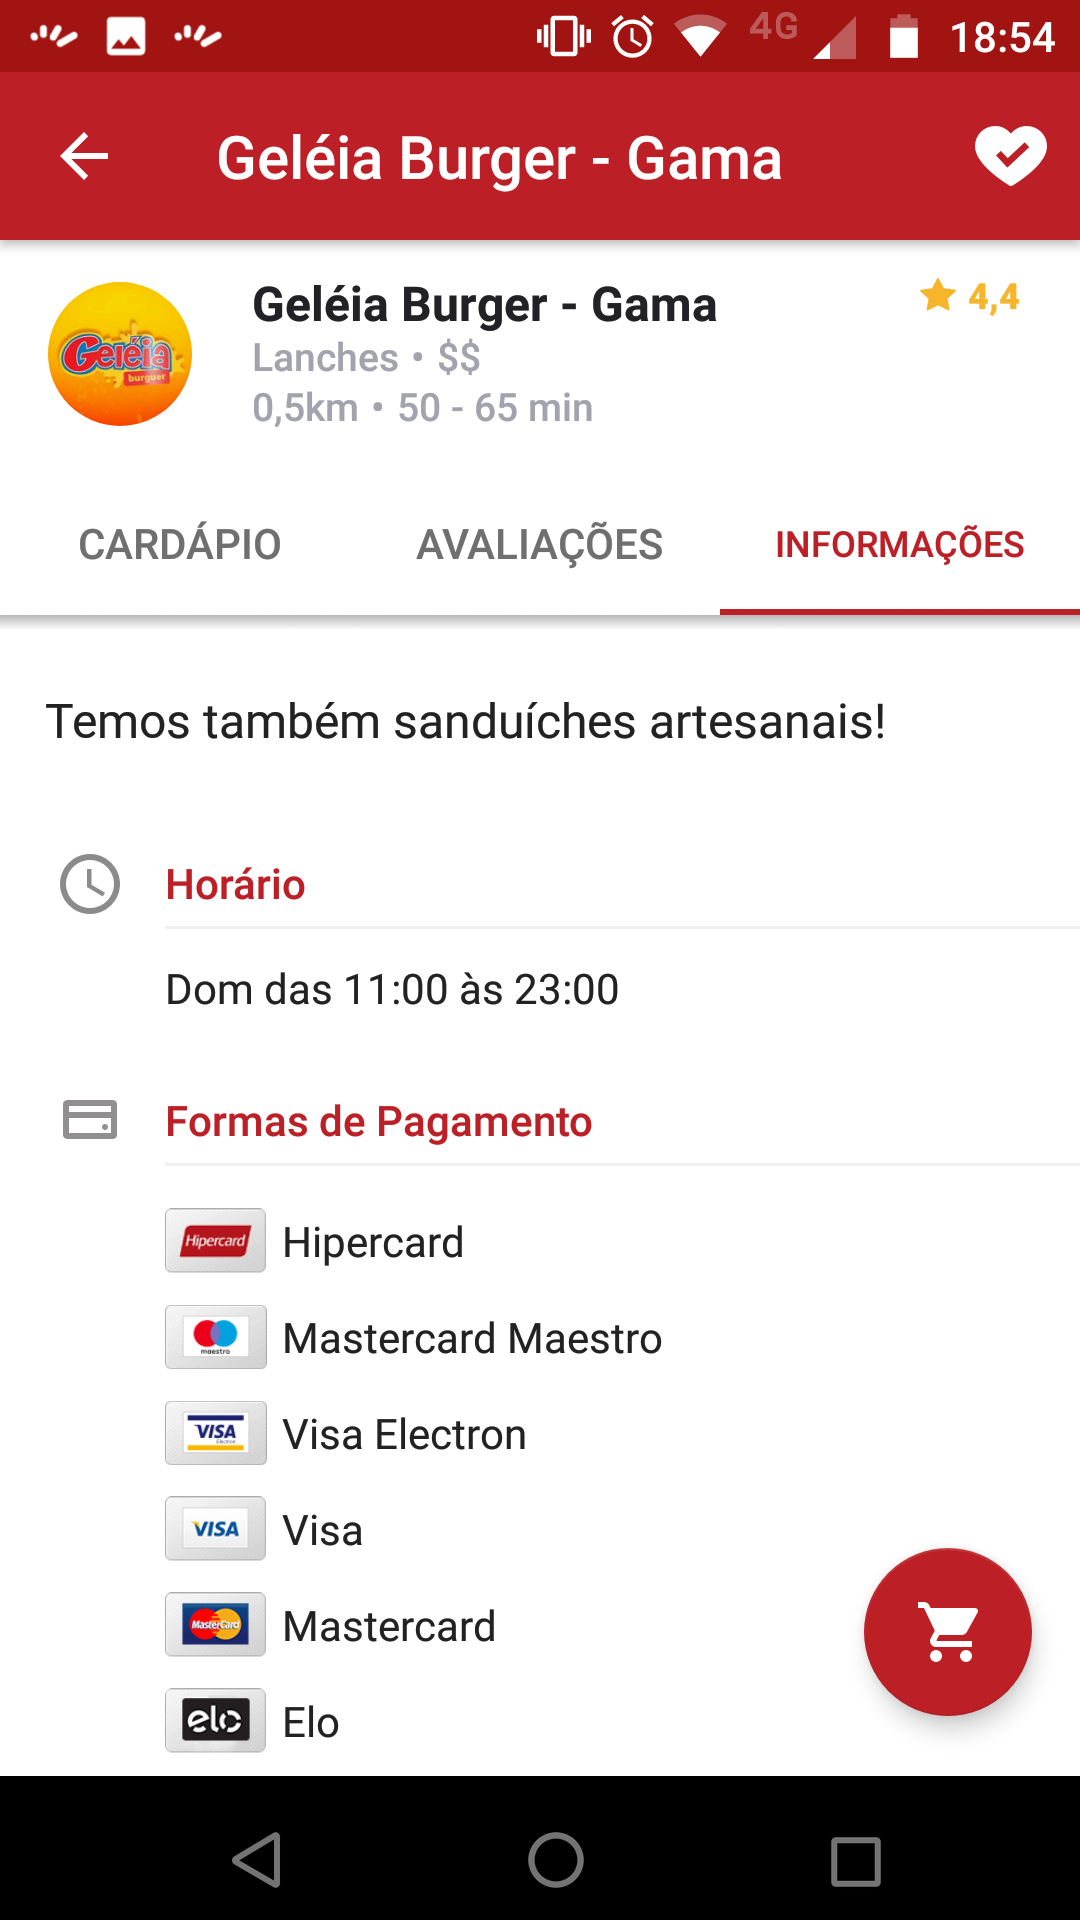 4G 18:54
Geléia Burger - Gama
Geléia
burguer
Geléia Burger - Gama
4,4
Lanches • $$
0,5km • 50 - 65 min
CARDÁPIO AVALIAÇÕES INFORMAÇÕES
Temos também sanduíches artesanais!
Horário
Dom das 11:00 às 23:00
Formas de Pagamento
Hipercard Hipercard
maestro Mastercard Maestro
VISA Electron Visa Electron
VISA Visa
MasterCard Mastercard
elo Elo